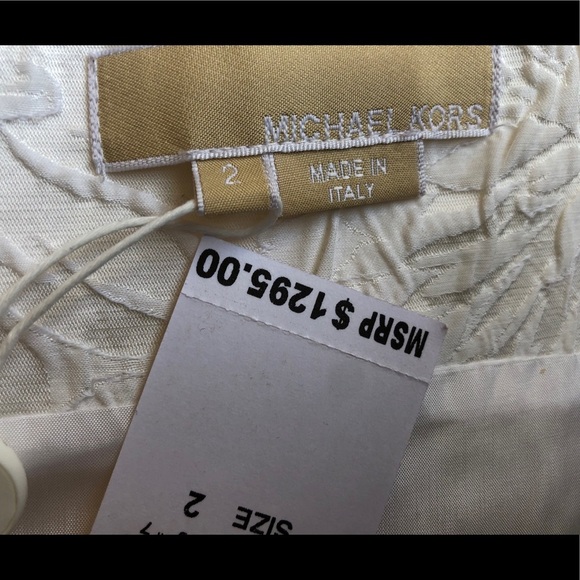 MICHAEL KORS
2
MADE IN
ITALY
MSRP $1295.00
SIZE 2